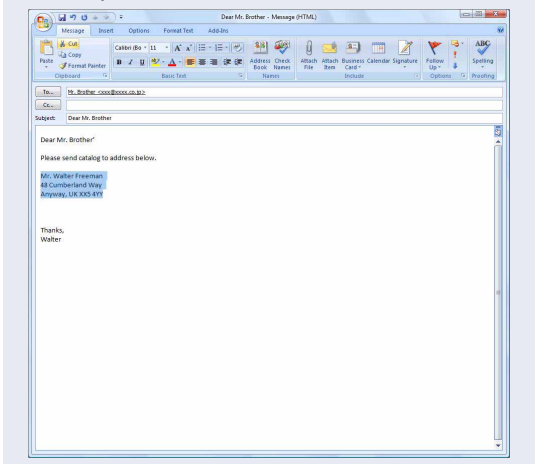 Dear Mr. Brother - Message (HTML)
Message Insert Options Format Text Add-Ins
Paste
Cut
Copy
Format Painter
Clipboard
Calibri (Bo 11
B I U
Basic Text
Address Book
Check Names
Names
Attach File
Attach Item
Business Card
Calendar
Signature
Include
Follow Up
Options
ABC
Spelling
Proofing
To... Mr. Brother <xxx@xxxx.co.jp>
Cc...
Subject: Dear Mr. Brother
Dear Mr. Brother'
Please send catalog to address below.
Mr. Walter Freeman
48 Cumberland Way
Anyway, UK XX5 4YY
Thanks,
Walter